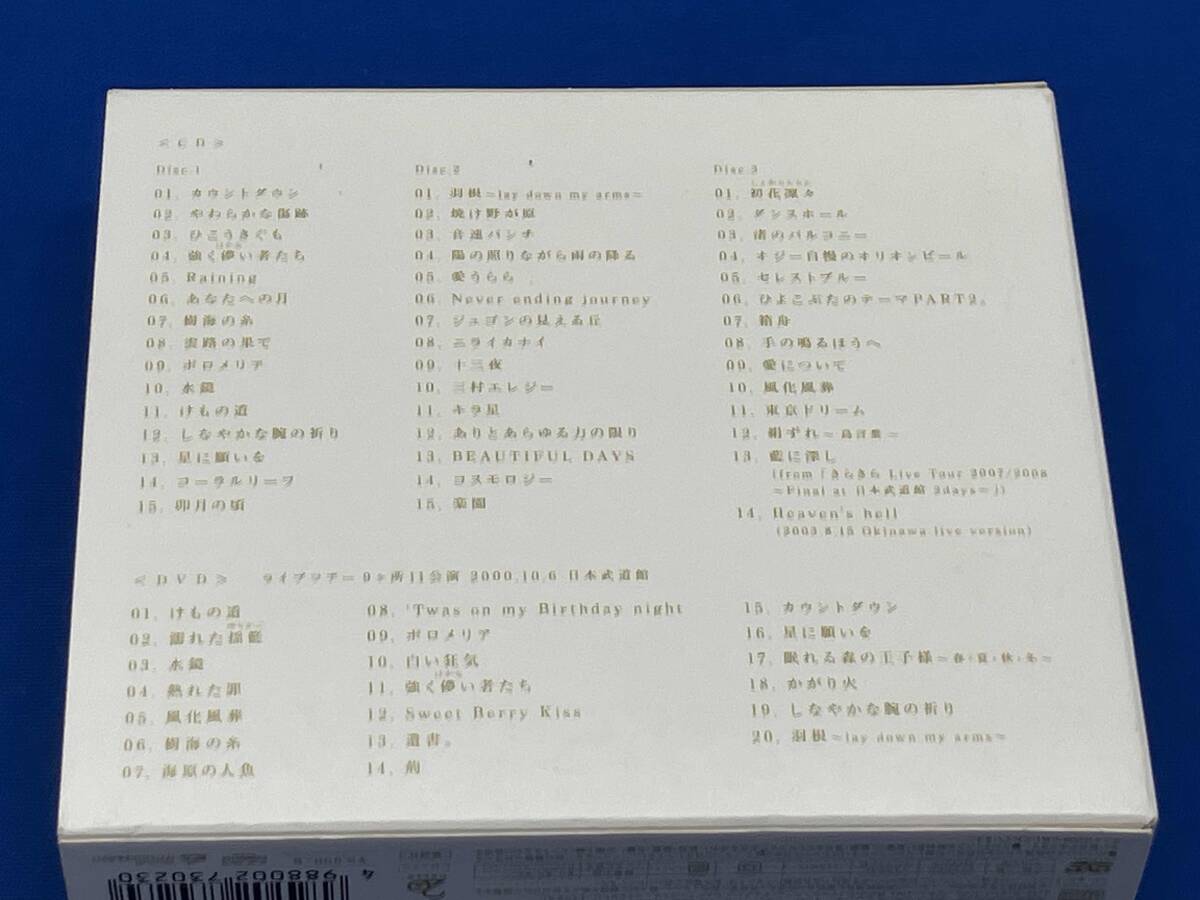 <CD>
Disc.1
01. カウントダウン
02. やわらかな傷跡
03. ひこうきぐも
04. 強く儚い者たち
05. Raining
06. あなたへの月
07. 樹海の糸
08. 雲路の果て
09. ポロメリア
10. 水鏡
11. けもの道
12. しなやかな腕の祈り
13. 星に願いを
14. コーラルリーフ
15. 卯月の頃
Disc.2
01. 羽根=lay down my arms=
02. 焼け野が原
03. 音速パンチ
04. 陽の照りながら雨の降る
05. 愛うらら
06. Never ending journey
07. ジュゴンの見える丘
08. ニライカナイ
09. 十三夜
10. 三村エレジー
11. キラ星
12. ありとあらゆる力の限り
13. BEAUTIFUL DAYS
14. コスモロジー
15. 楽園
Disc.3
01. 初花凛々
02. ダンスホール
03. 渚のバルコニー
04. オジー自慢のオリオンビール
05. セレストブルー
06. ひよこぶたのテーマPART2。
07. 箱舟
08. 手の鳴るほうへ
09. 愛について
10. 風化風葬
11. 東京ドリーム
12. 絹ずれ=島言葉=
13. 藍に深し
(from「きらきら Live Tour 2007/2008
=Final at 日本武道館 2days=」)
14. Heaven's hell
(2003.8.15 Okinawa live version)
<DVD> ライブツアー 9ヶ所11公演 2000.10.6 日本武道館
01. けもの道
02. 濡れた揺籃
03. 水鏡
04. 熟れた罪
05. 風化風葬
06. 樹海の糸
07. 海原の人魚
08. 'Twas on my Birthday night
09. ポロメリア
10. 白い狂気
11. 強く儚い者たち
12. Sweet Berry Kiss
13. 遺書。
14. 荊
15. カウントダウン
16. 星に願いを
17. 眠れる森の王子様=春・夏・秋・冬=
18. かがり火
19. しなやかな腕の祈り
20. 羽根=lay down my arms=
4 988002 730230